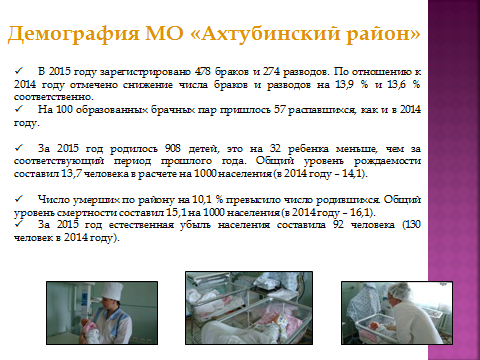 Демография МО «Ахтубинский район»
✓ В 2015 году зарегистрировано 478 браков и 274 разводов. По отношению к
2014 году отмечено снижение числа браков и разводов на 13,9 % и 13,6 %
соответственно.
✓ На 100 образованных брачных пар пришлось 57 распавшихся, как и в 2014
году.
✓ За 2015 год родилось 908 детей, это на 32 ребенка меньше, чем за
соответствующий период прошлого года. Общий уровень рождаемости
составил 13,7 человека в расчете на 1000 населения (в 2014 году – 14,1).
✓ Число умерших по району на 10,1 % превысило число родившихся. Общий
уровень смертности составил 15,1 на 1000 населения (в 2014 году – 16,1).
✓ За 2015 год естественная убыль населения составила 92 человека (130
человек в 2014 году).